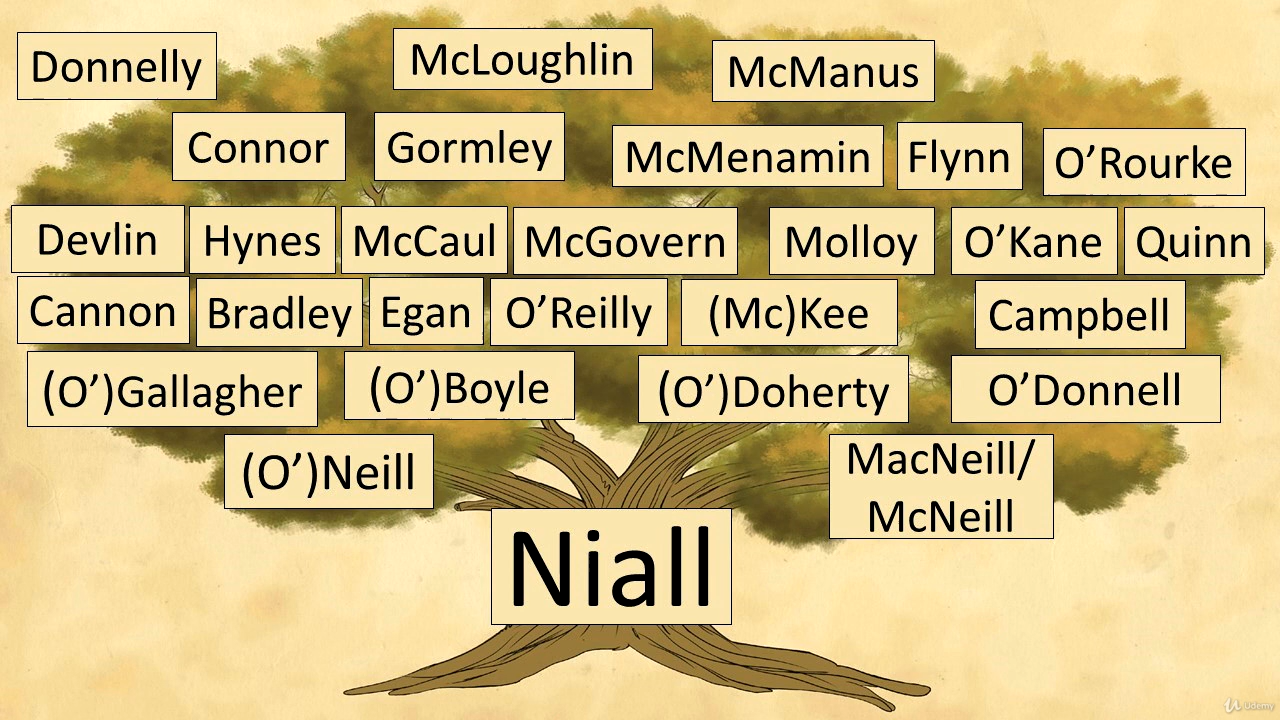 Donnelly
McLoughlin
McManus
Connor
Gormley
McMenamin
Flynn
O’Rourke
Devlin
Hynes
McCaul
McGovern
Molloy
O’Kane
Quinn
Cannon
Bradley
Egan
O’Reilly
(Mc)Kee
Campbell
(O’)Gallagher
(O’)Boyle
(O’)Doherty
O’Donnell
(O’)Neill
MacNeill/
McNeill
Niall
Udemy